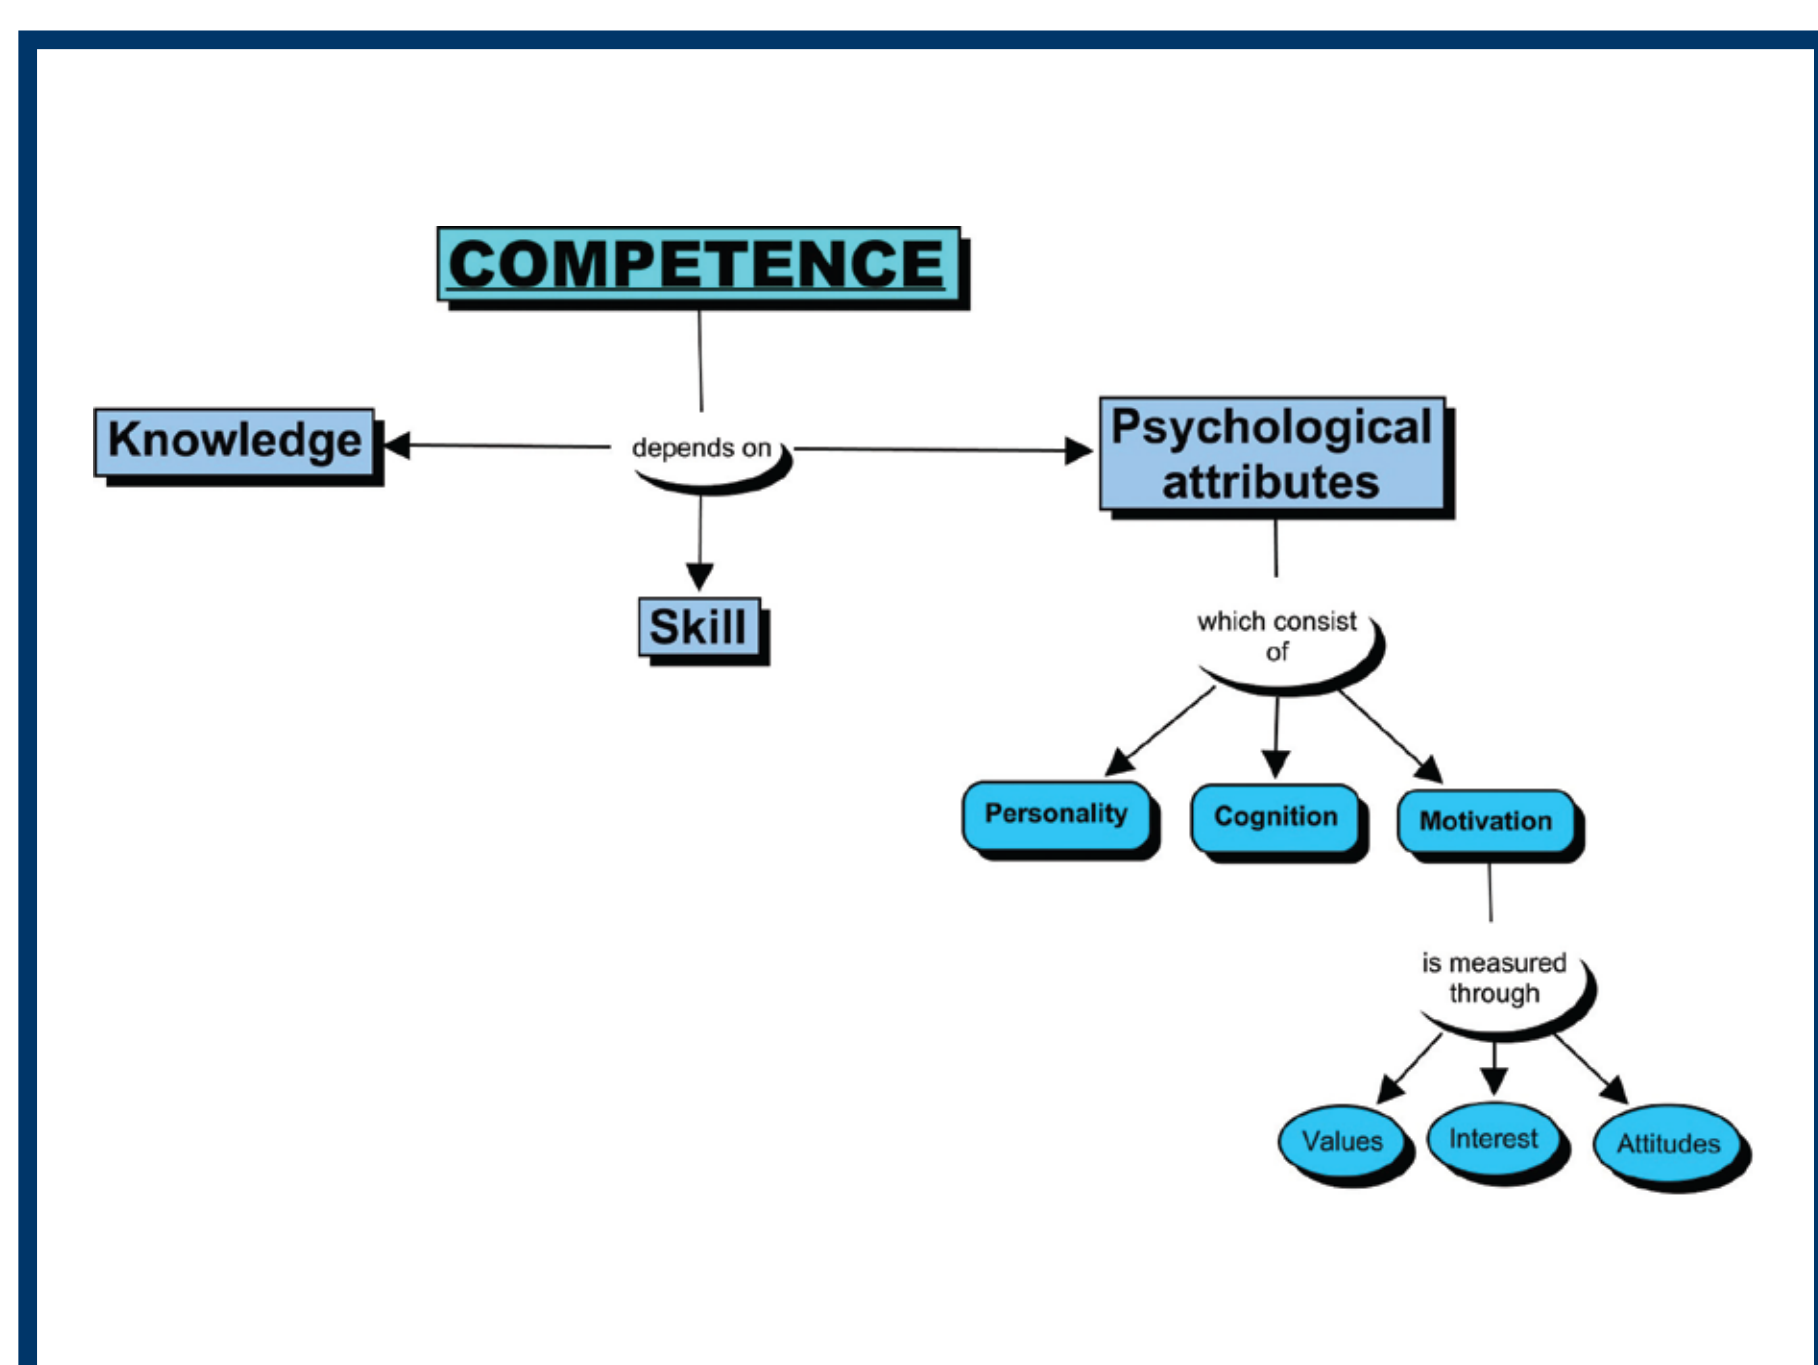 COMPETENCE
Knowledge
depends on
Psychological
attributes
Skill
which consist
of
Personality
Cognition
Motivation
is measured
through
Values
Interest
Attitudes